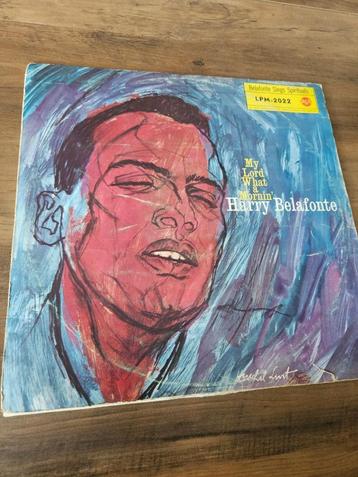 Belafonte Sings Spirituals
LPM-2022
RCA
My
Lord
What
a
Mornin'
Harry Belafonte